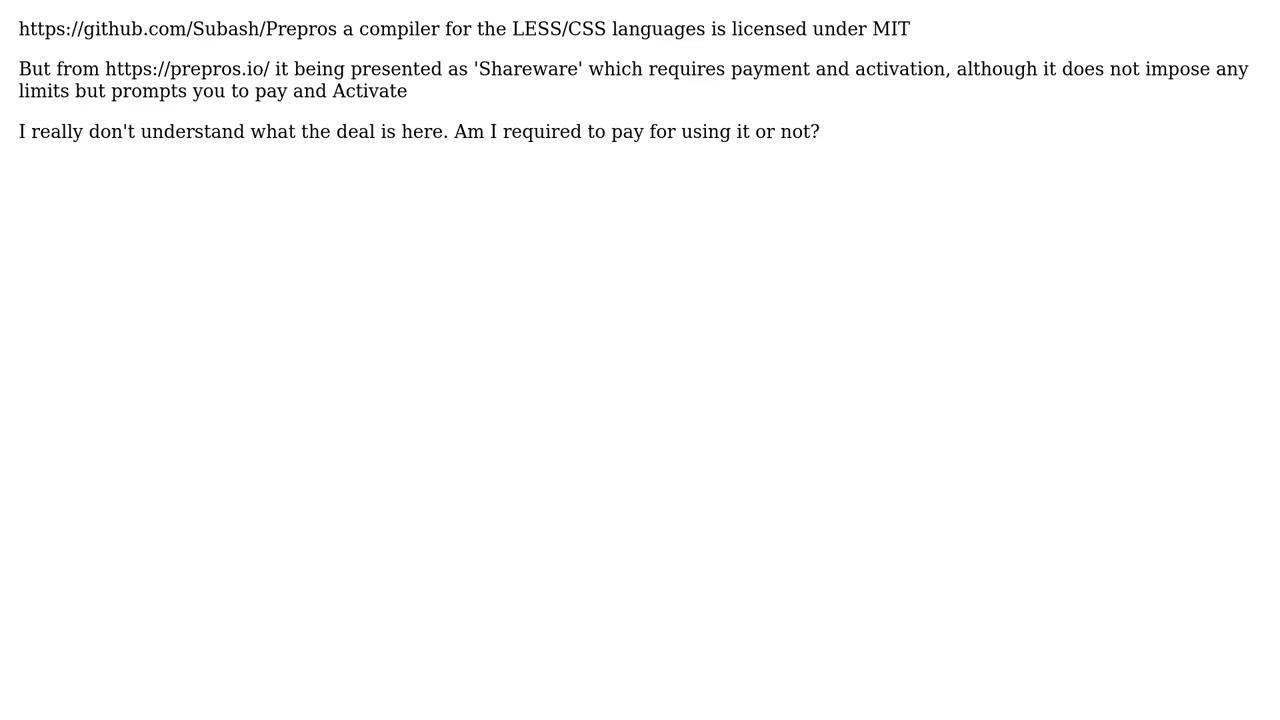 https://github.com/Subash/Prepros a compiler for the LESS/CSS languages is licensed under MIT
But from https://prepros.io/ it being presented as 'Shareware' which requires payment and activation, although it does not impose any
limits but prompts you to pay and Activate
I really don't understand what the deal is here. Am I required to pay for using it or not?